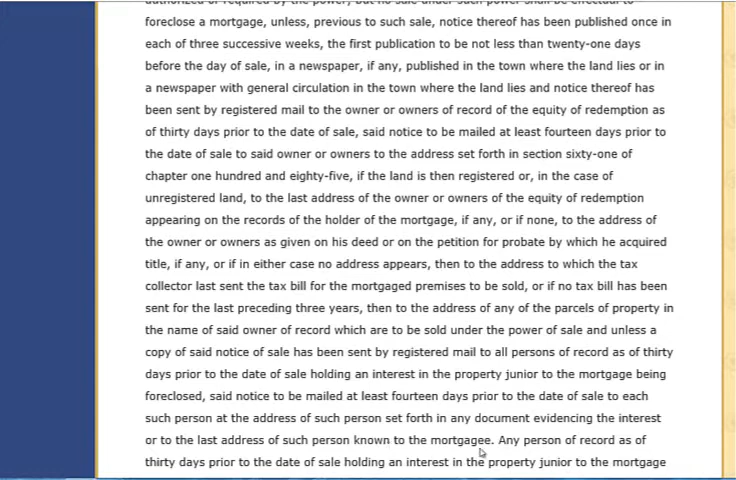 foreclose a mortgage, unless, previous to such sale, notice thereof has been published once in
each of three successive weeks, the first publication to be not less than twenty-one days
before the day of sale, in a newspaper, if any, published in the town where the land lies or in
a newspaper with general circulation in the town where the land lies and notice thereof has
been sent by registered mail to the owner or owners of record of the equity of redemption as
of thirty days prior to the date of sale, said notice to be mailed at least fourteen days prior to
the date of sale to said owner or owners to the address set forth in section sixty-one of
chapter one hundred and eighty-five, if the land is then registered or, in the case of
unregistered land, to the last address of the owner or owners of the equity of redemption
appearing on the records of the holder of the mortgage, if any, or if none, to the address of
the owner or owners as given on his deed or on the petition for probate by which he acquired
title, if any, or if in either case no address appears, then to the address to which the tax
collector last sent the tax bill for the mortgaged premises to be sold, or if no tax bill has been
sent for the last preceding three years, then to the address of any of the parcels of property in
the name of said owner of record which are to be sold under the power of sale and unless a
copy of said notice of sale has been sent by registered mail to all persons of record as of thirty
days prior to the date of sale holding an interest in the property junior to the mortgage being
foreclosed, said notice to be mailed at least fourteen days prior to the date of sale to each
such person at the address of such person set forth in any document evidencing the interest
or to the last address of such person known to the mortgagee. Any person of record as of
thirty days prior to the date of sale holding an interest in the property junior to the mortgage